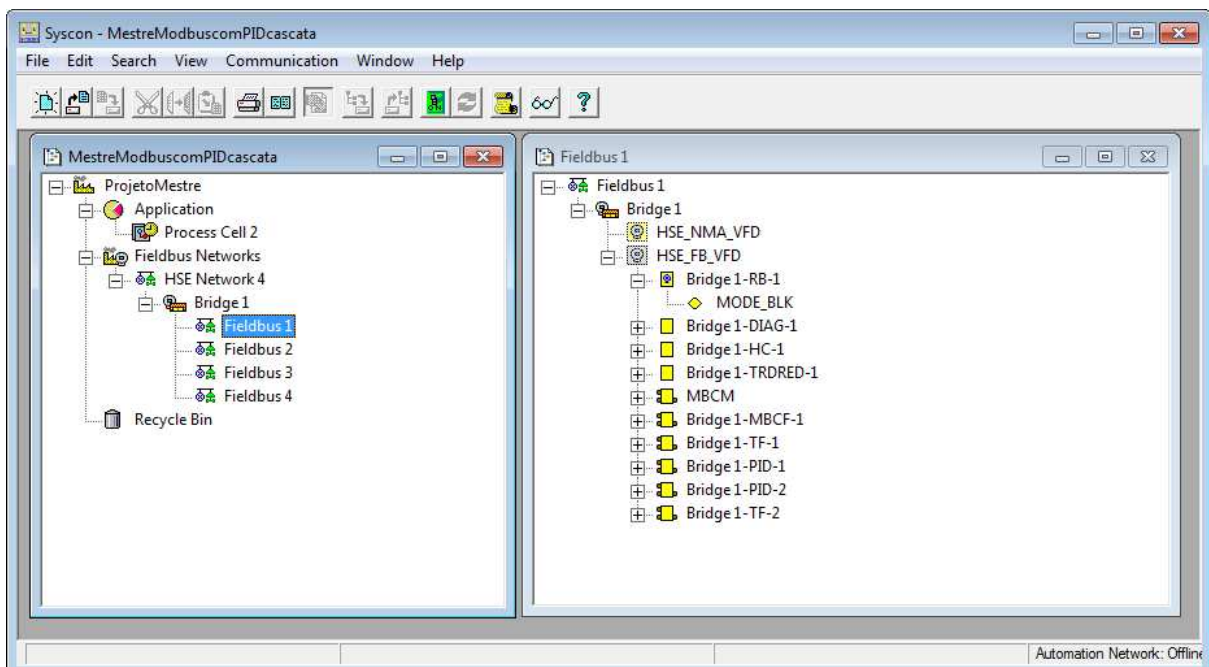 Syscon - MestreModbuscomPIDcascata
File Edit Search View Communication Window Help
MestreModbuscomPIDcascata
ProjetoMestre
Application
Process Cell 2
Fieldbus Networks
HSE Network 4
Bridge 1
Fieldbus 1
Fieldbus 2
Fieldbus 3
Fieldbus 4
Recycle Bin
Fieldbus 1
Fieldbus 1
Bridge 1
HSE_NMA_VFD
HSE_FB_VFD
Bridge 1-RB-1
MODE_BLK
Bridge 1-DIAG-1
Bridge 1-HC-1
Bridge 1-TRDRED-1
MBCM
Bridge 1-MBCF-1
Bridge 1-TF-1
Bridge 1-PID-1
Bridge 1-PID-2
Bridge 1-TF-2
Automation Network: Offline